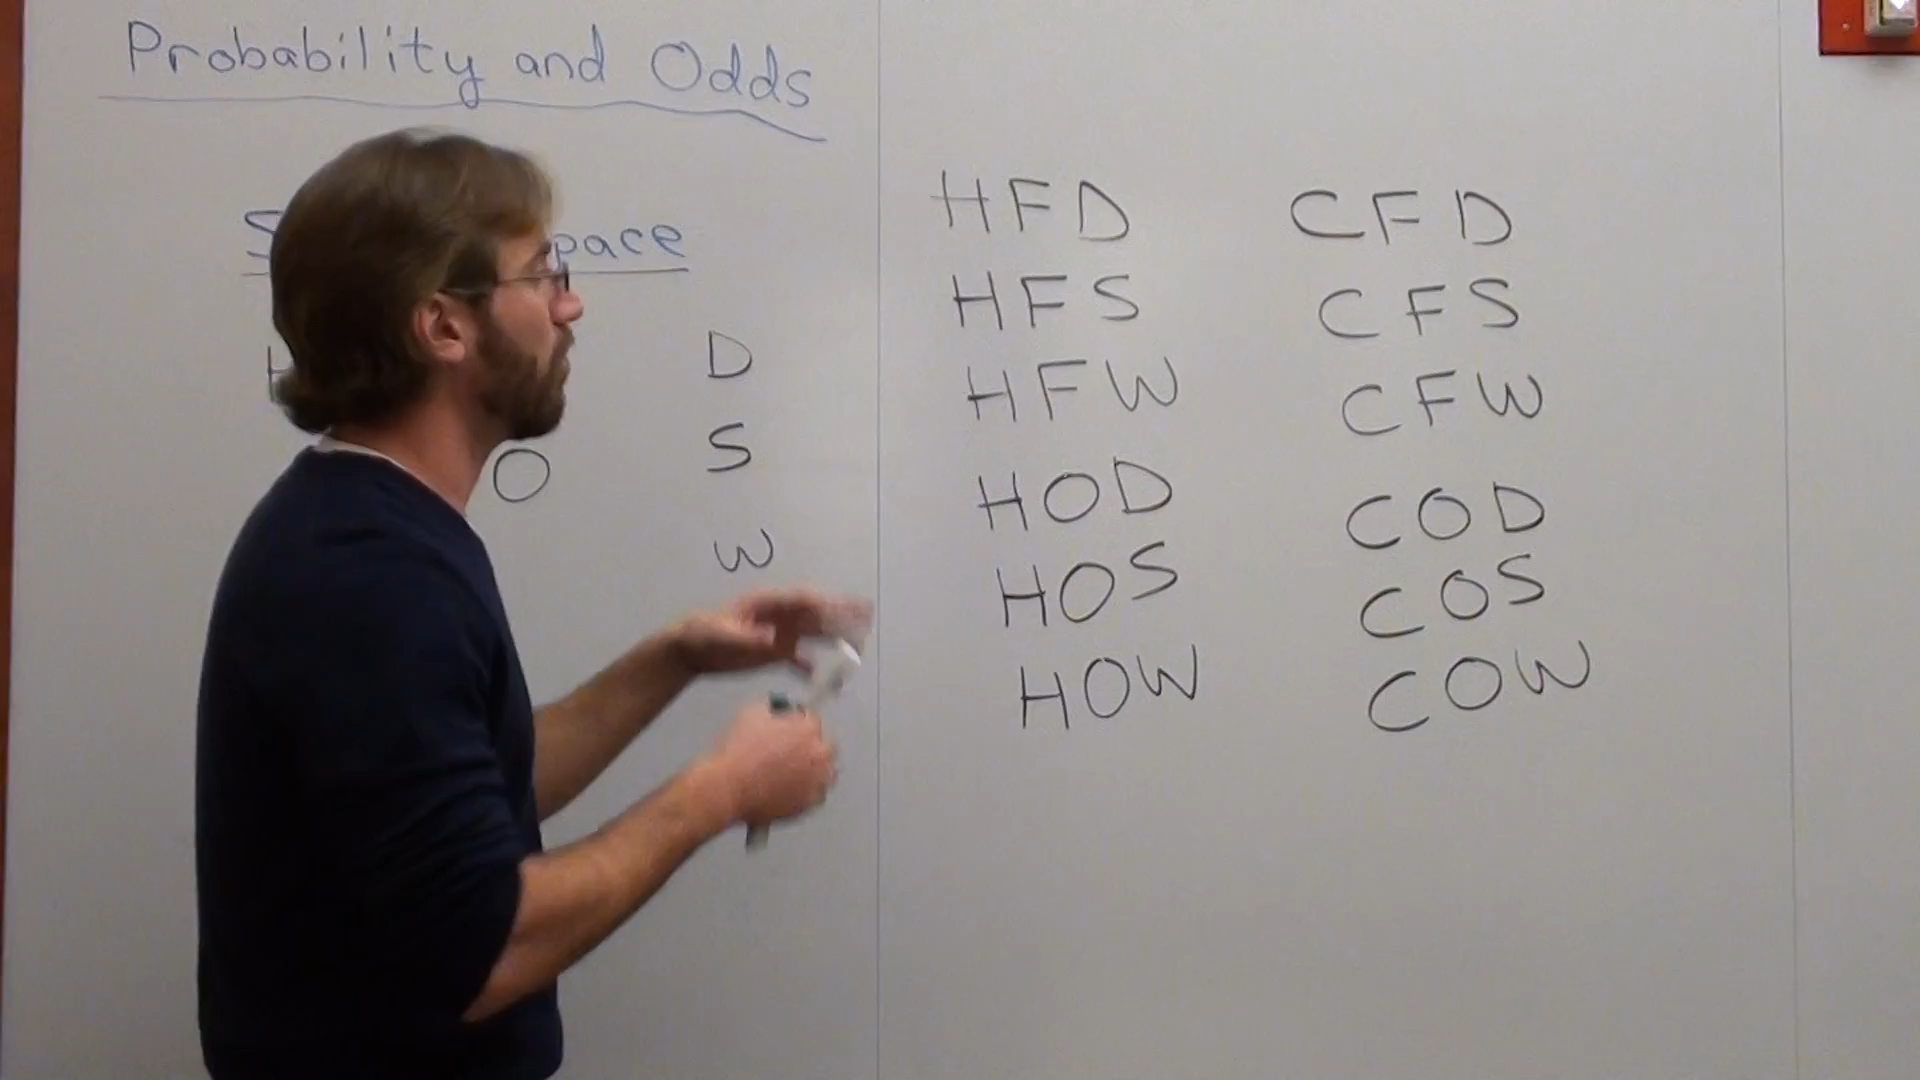 Probability and Odds
pace
D
S
O
W
HFD
HFS
HFW
HOD
HOS
HOW
CFD
CFS
CFW
COD
COS
COW